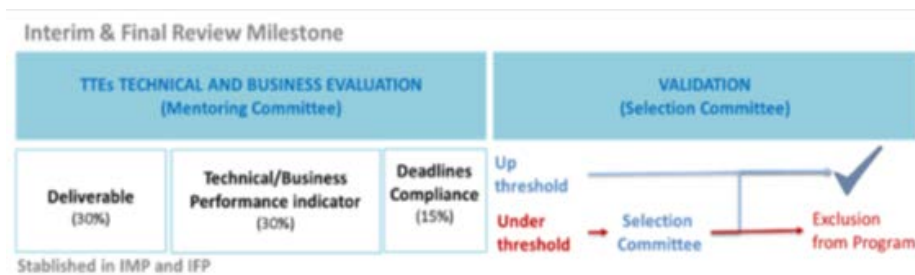 Interim & Final Review Milestone
TTEs TECHNICAL AND BUSINESS EVALUATION
(Mentoring Committee)
VALIDATION
(Selection Committee)
Deliverable
(30%)
Technical/Business
Performance indicator
(30%)
Deadlines
Compliance
(15%)
Up
threshold
Under
threshold
Selection
Committee
Exclusion
from Program
Stablished in IMP and IFP